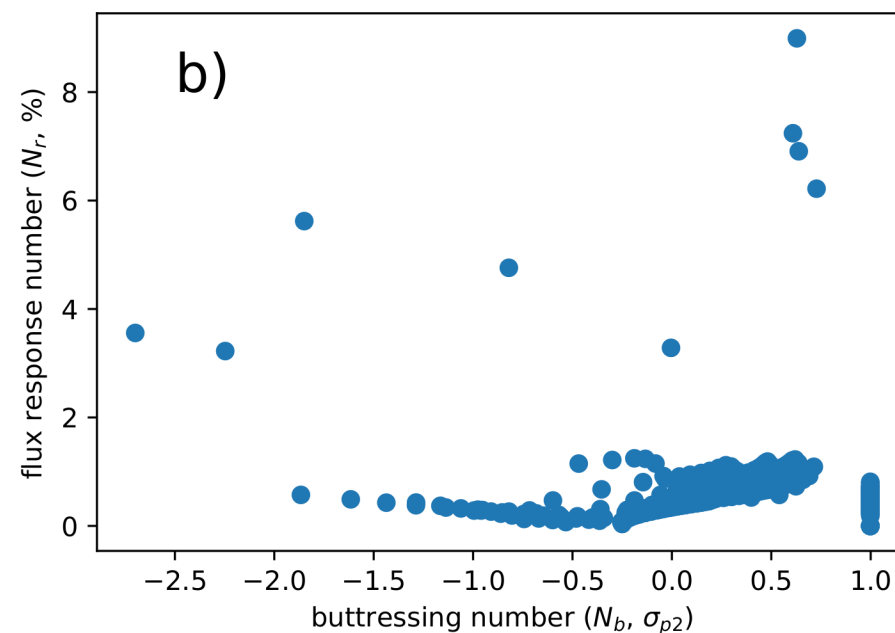 b)
flux response number (N_r, %)
8
6
4
2
0
−2.5 −2.0 −1.5 −1.0 −0.5 0.0 0.5 1.0
buttressing number (N_b, σ_p2)